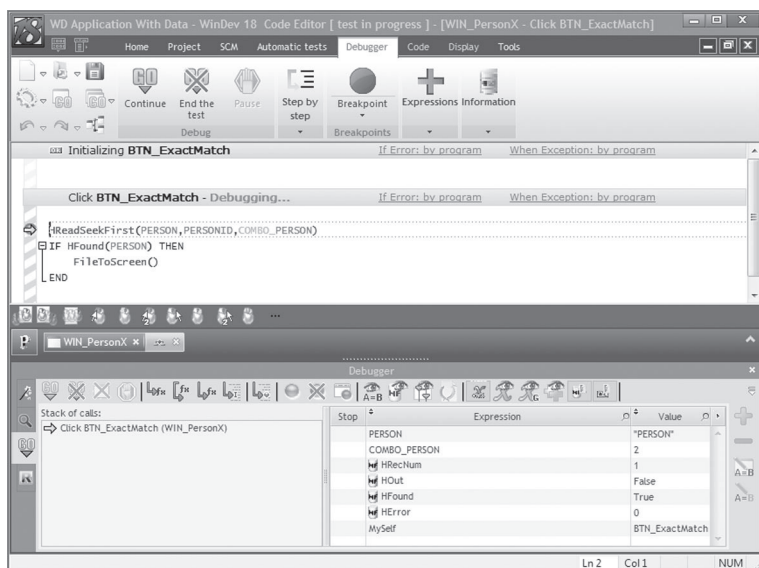 WD Application With Data - WinDev 18 Code Editor [ test in progress ] - [WIN_PersonX - Click BTN_ExactMatch]
Home Project SCM Automatic tests Debugger Code Display Tools
GO Continue
End the test
Pause
Step by step
Breakpoint
Expressions
Information
GO GO
Debug
Breakpoints
Initializing BTN_ExactMatch If Error: by program When Exception: by program
Click BTN_ExactMatch - Debugging... If Error: by program When Exception: by program
HReadSeekFirst(PERSON,PERSONID,COMBO_PERSON)
IF HFound(PERSON) THEN
FileToScreen()
END
WIN_PersonX
Debugger
Stack of calls:
Click BTN_ExactMatch (WIN_PersonX)
Stop Expression Value
PERSON "PERSON"
COMBO_PERSON 2
HRecNum 1
HOut False
HFound True
HError 0
MySelf BTN_ExactMatch
A=B
A=B
Ln 2 Col 1 NUM